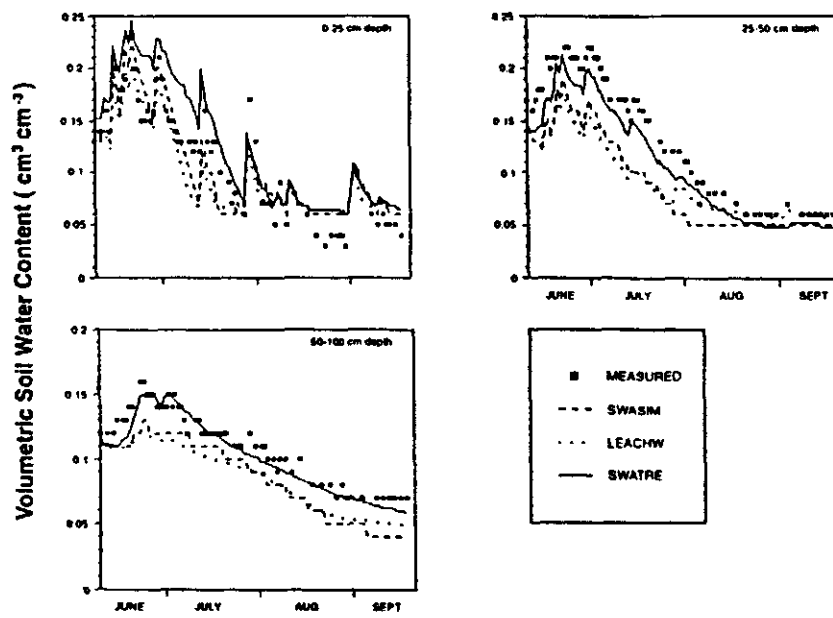 Volumetric Soil Water Content ( cm³ cm⁻³ )
0.25
0.2
0.15
0.1
0.05
0
0-25 cm depth
0.25
0.2
0.15
0.1
0.05
0
25-50 cm depth
JUNE JULY AUG SEPT
0.2
0.15
0.1
0.05
0
50-100 cm depth
JUNE JULY AUG SEPT
MEASURED
SWASIM
LEACHW
SWATRE